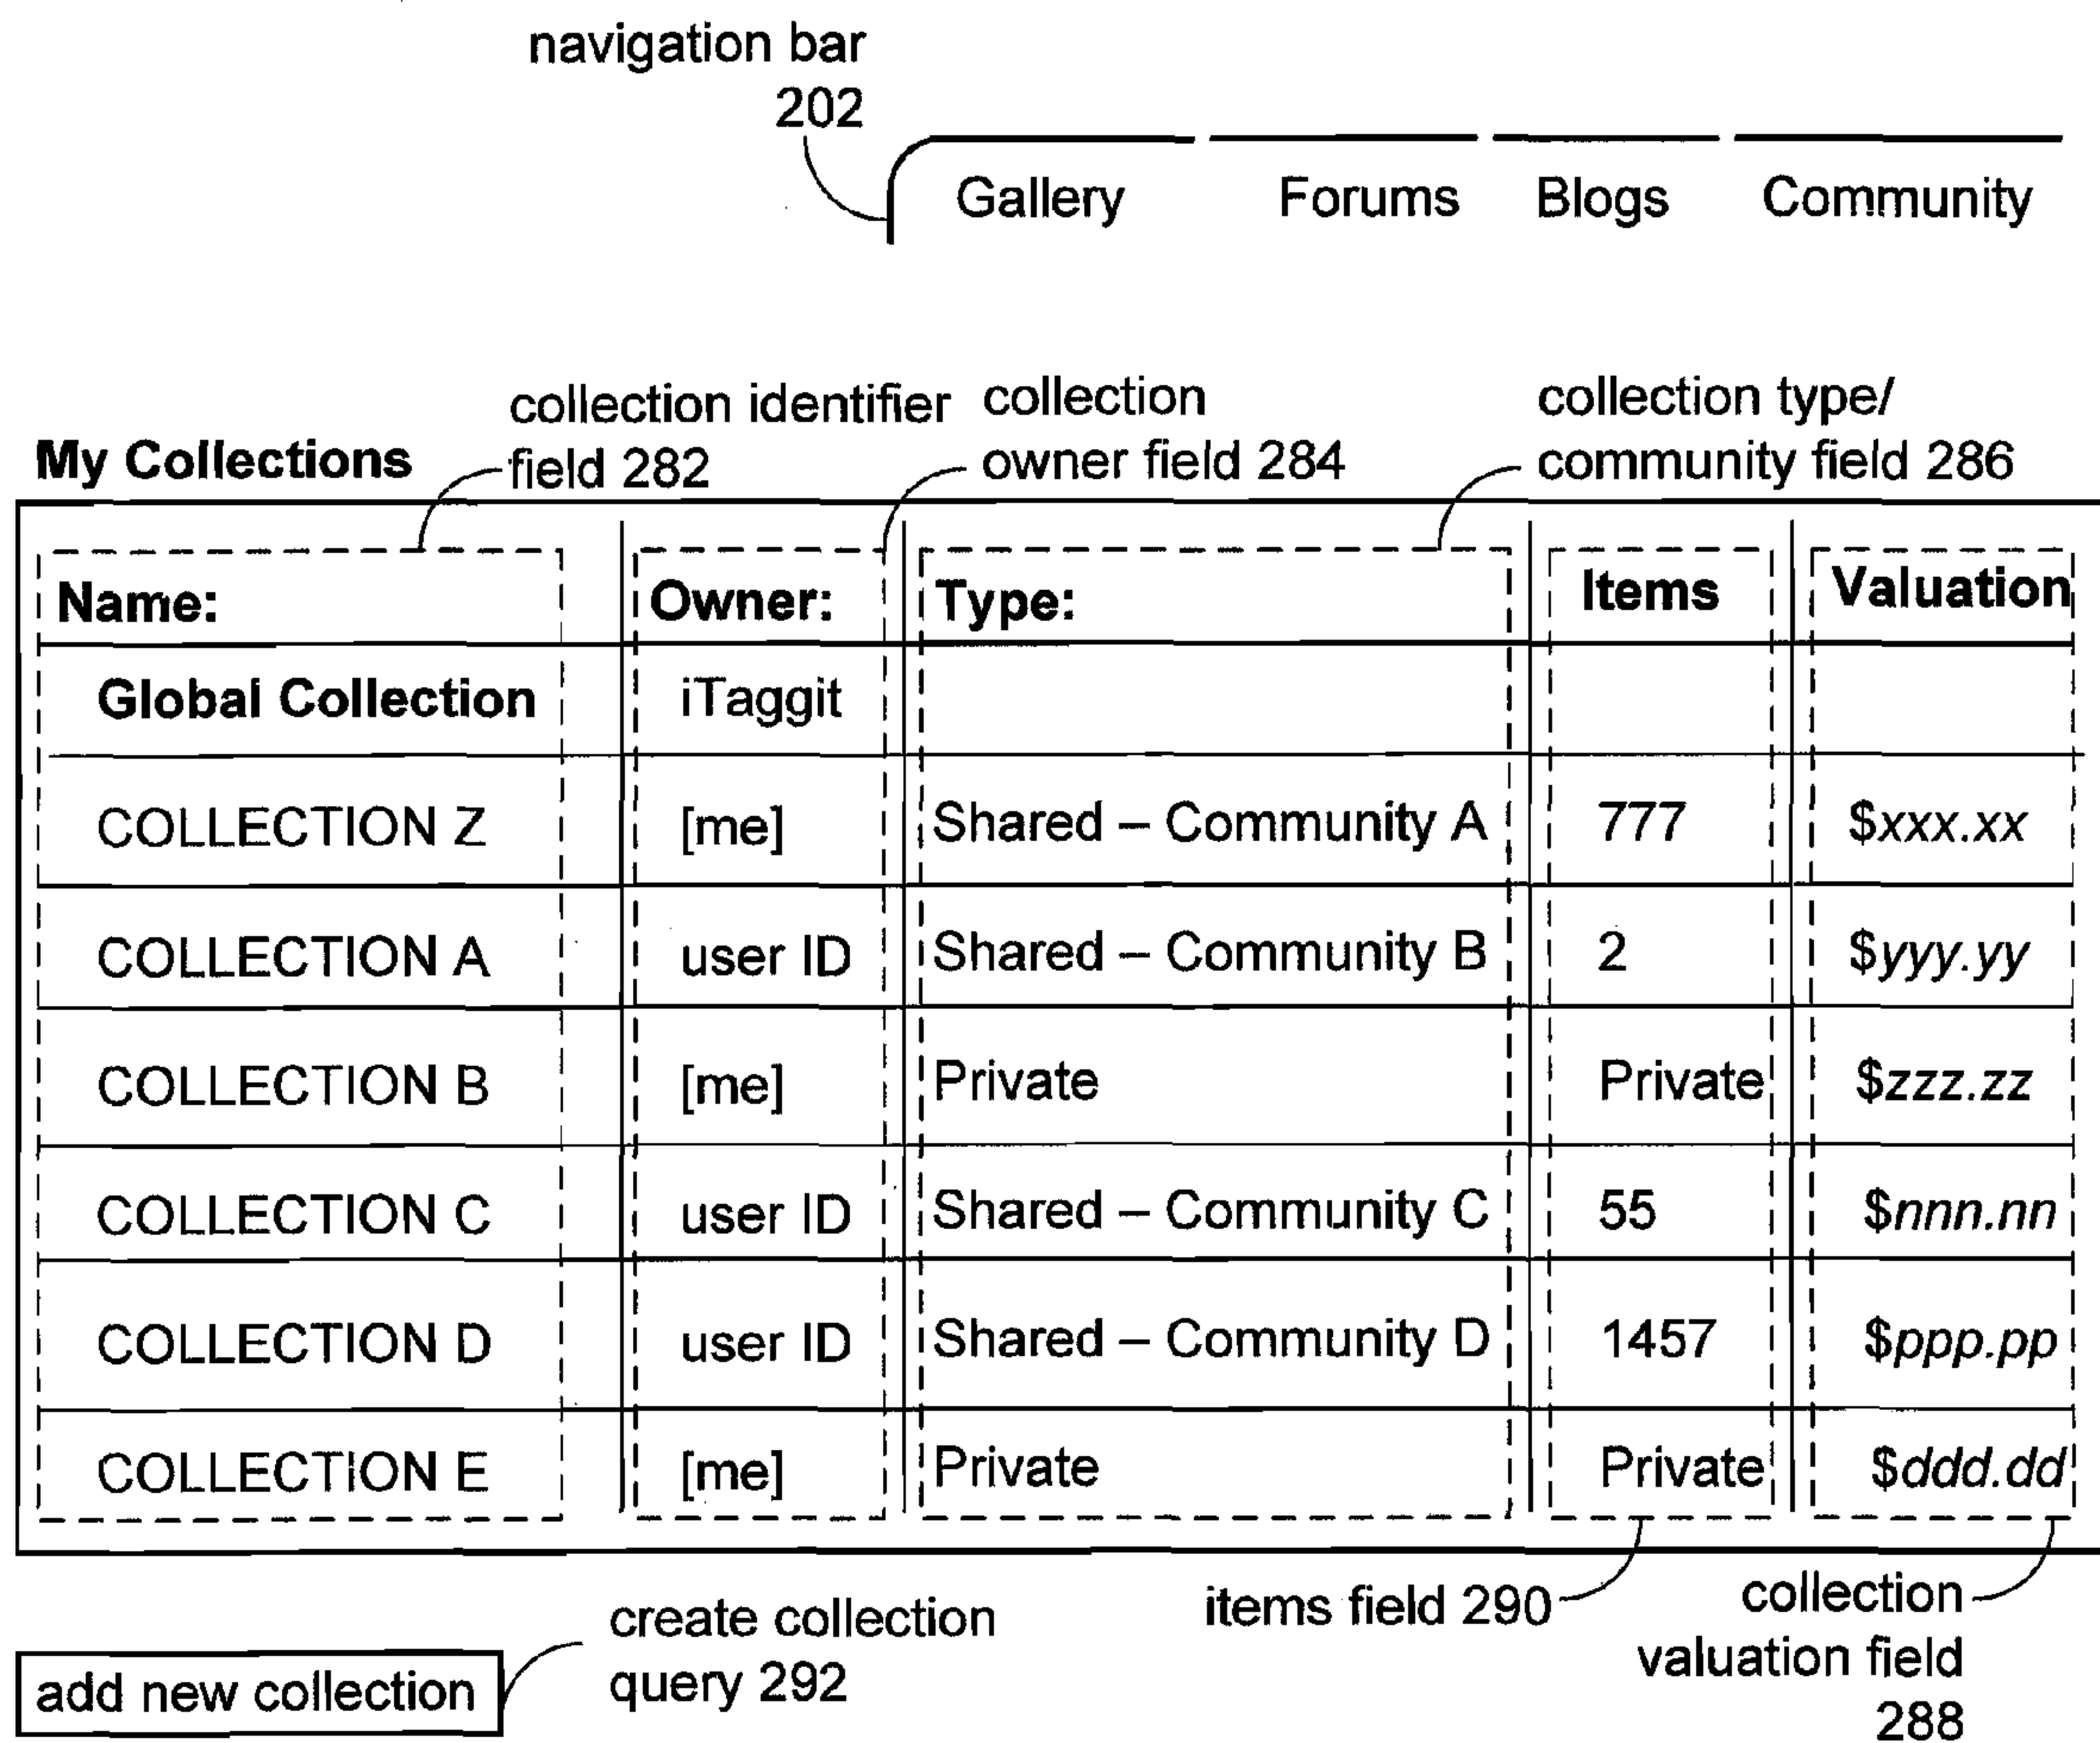 navigation bar
202
Gallery Forums Blogs Community
collection identifier
field 282
collection
owner field 284
collection type/
community field 286
My Collections
Name: Owner: Type: Items Valuation
Global Collection iTaggit
COLLECTION Z [me] Shared – Community A 777 $xxx.xx
COLLECTION A user ID Shared – Community B 2 $yyy.yy
COLLECTION B [me] Private Private $zzz.zz
COLLECTION C user ID Shared – Community C 55 $nnn.nn
COLLECTION D user ID Shared – Community D 1457 $ppp.pp
COLLECTION E [me] Private Private $ddd.dd
add new collection
create collection
query 292
items field 290
collection
valuation field
288